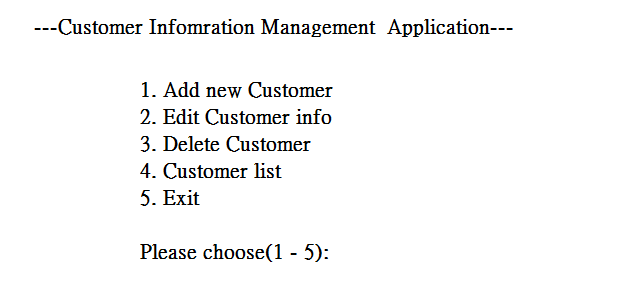 ---Customer Infomration Management  Application---
1. Add new Customer
2. Edit Customer info
3. Delete Customer
4. Customer list
5. Exit
Please choose(1 - 5):